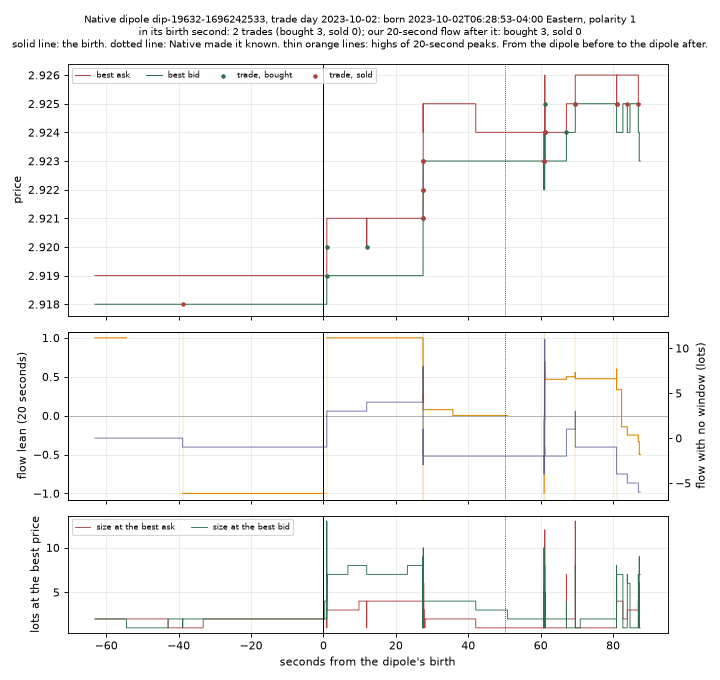 Native dipole dip-19632-1696242533, trade day 2023-10-02: born 2023-10-02T06:28:53-04:00 Eastern, polarity 1
in its birth second: 2 trades (bought 3, sold 0); our 20-second flow after it: bought 3, sold 0
solid line: the birth. dotted line: Native made it known. thin orange lines: highs of 20-second peaks. From the dipole before to the dipole after.
best ask
best bid
trade, bought
trade, sold
2.926
2.925
2.924
2.923
2.922
2.921
2.920
2.919
2.918
price
1.0
0.5
0.0
−0.5
−1.0
flow lean (20 seconds)
10
5
0
−5
flow with no window (lots)
size at the best ask
size at the best bid
10
5
lots at the best price
−60
−40
−20
0
20
40
60
80
seconds from the dipole's birth